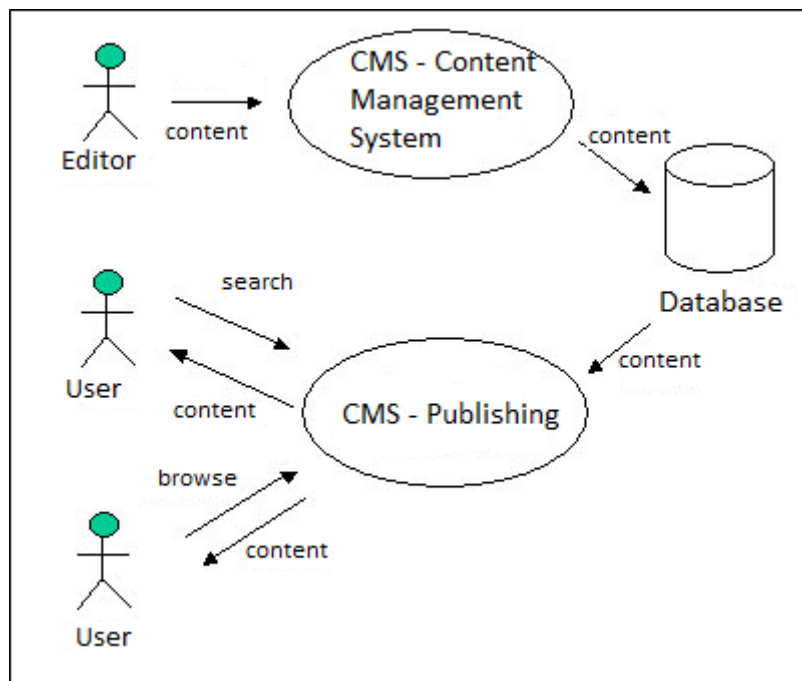 CMS - Content
Management
System
content
Editor
content
search
Database
content
User
content
CMS - Publishing
browse
content
User